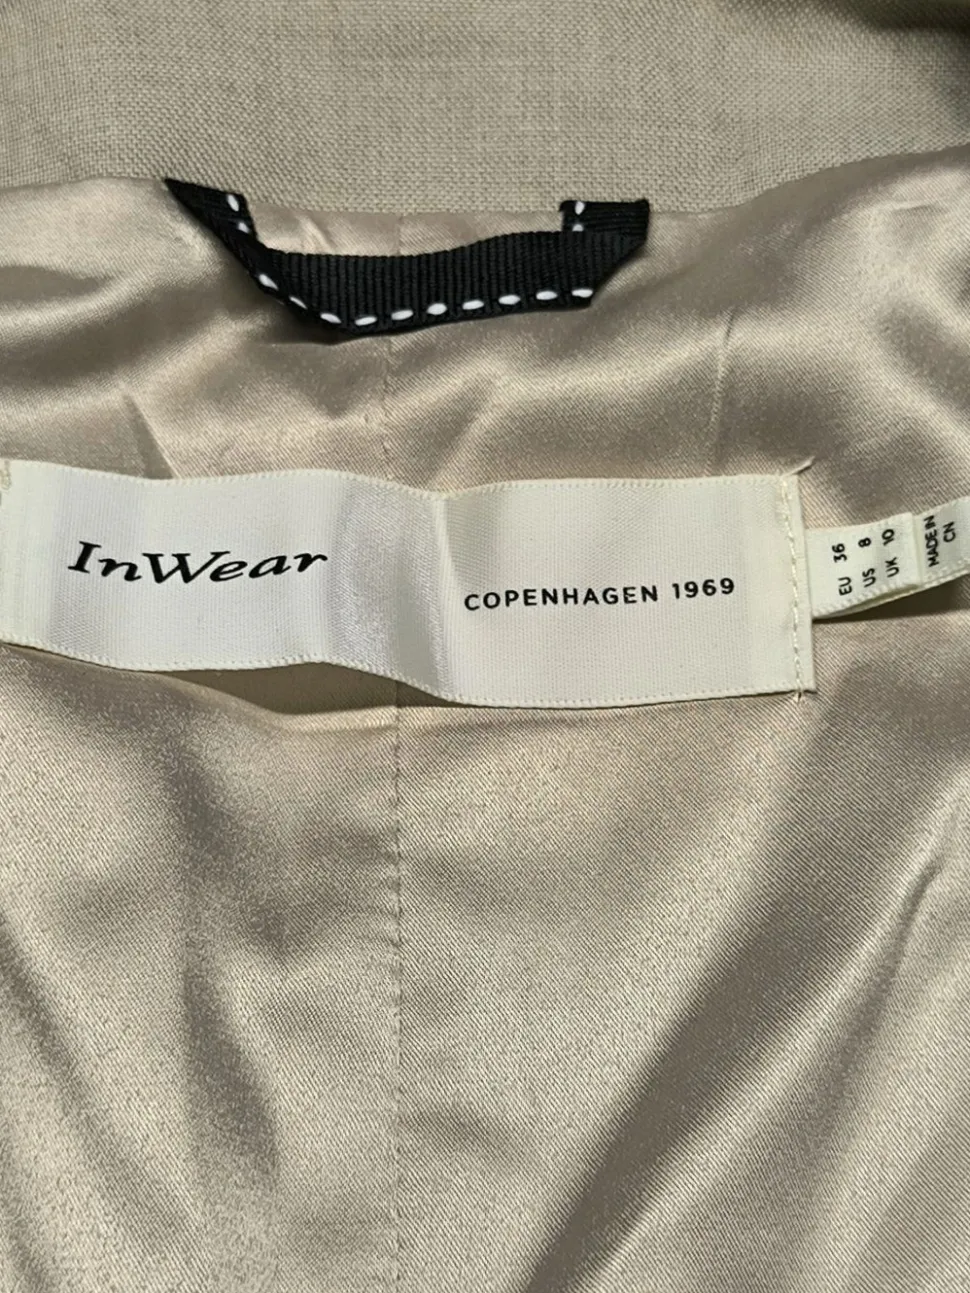 InWear
COPENHAGEN 1969
EU 36
US 8
UK 10
MADE IN
CN